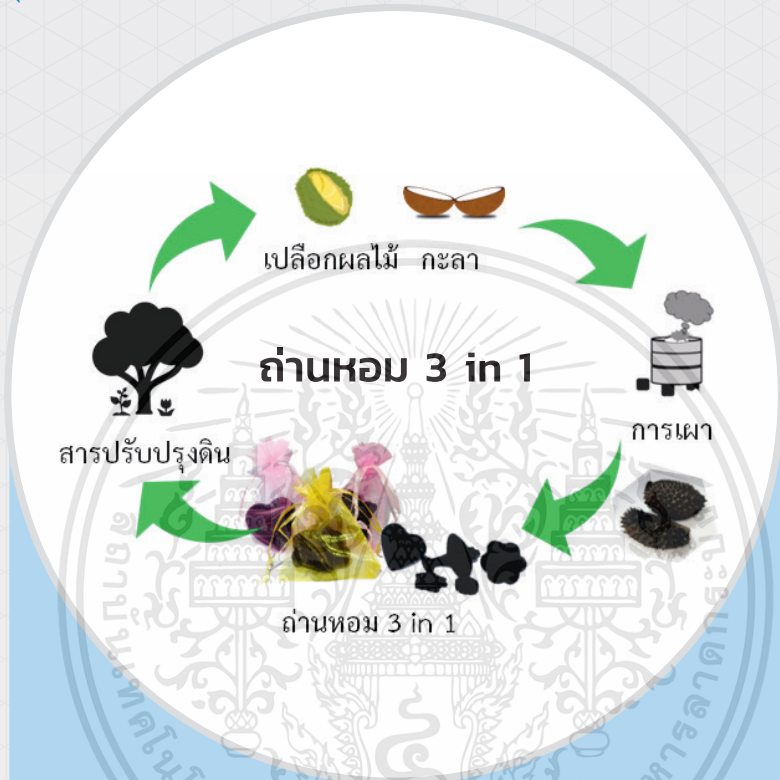 เปลือกผลไม้ กะลา
ถ่านหอม 3 in 1
การเผา
สารปรับปรุงดิน
ถ่านหอม 3 in 1